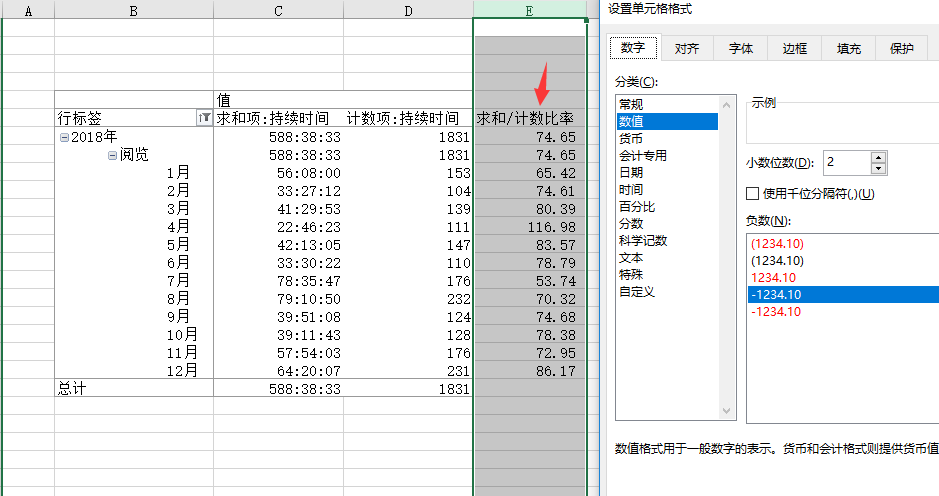 设置单元格格式
A B C D E
数字 对齐 字体 边框 填充 保护
分类(C):
常规
数值
货币
会计专用
日期
时间
百分比
分数
科学记数
文本
特殊
自定义
示例
小数位数(D): 2
使用千位分隔符(,)(U)
负数(N):
(1234.10)
(1234.10)
1234.10
-1234.10
-1234.10
数值格式用于一般数字的表示。货币和会计格式则提供货币值
值
行标签 求和项:持续时间 计数项:持续时间 求和/计数比率
2018年 588:38:33 1831 74.65
阅览 588:38:33 1831 74.65
1月 56:08:00 153 65.42
2月 33:27:12 104 74.61
3月 41:29:53 139 80.39
4月 22:46:23 111 116.98
5月 42:13:05 147 83.57
6月 33:30:22 110 78.79
7月 78:35:47 176 53.74
8月 79:10:50 232 70.32
9月 39:51:08 124 74.68
10月 39:11:43 128 78.38
11月 57:54:03 176 72.95
12月 64:20:07 231 86.17
总计 588:38:33 1831